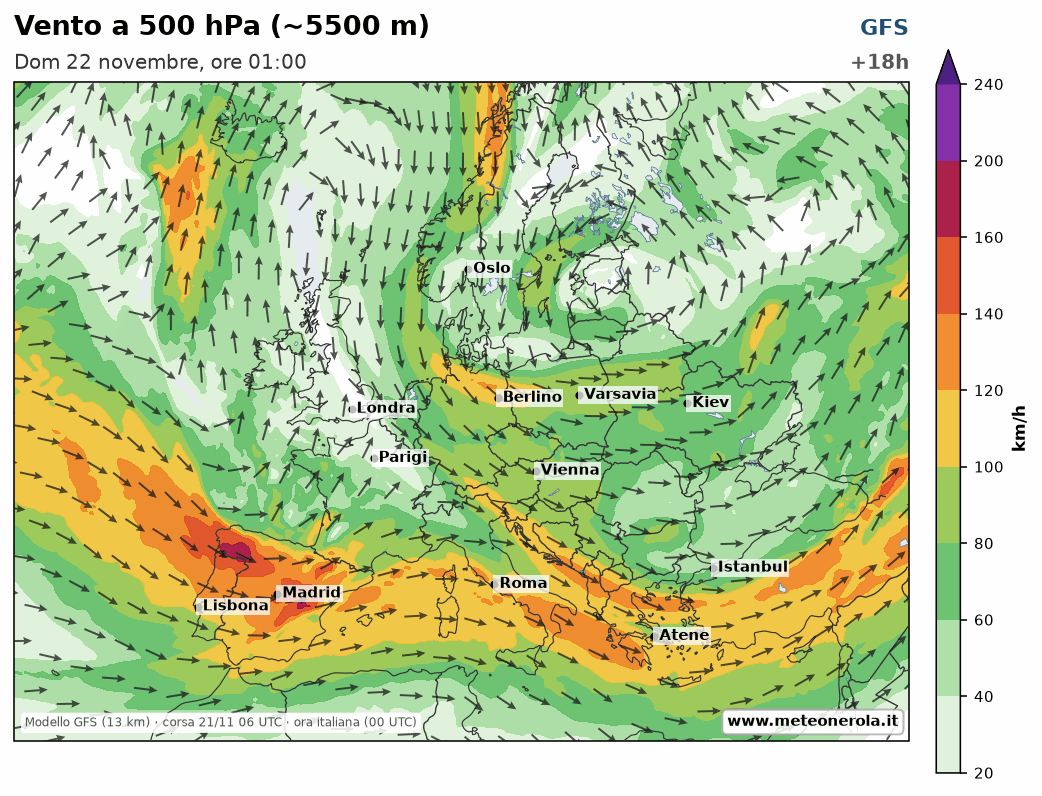 Vento a 500 hPa (~5500 m)
GFS
Dom 22 novembre, ore 01:00
+18h
240
200
160
140
120
100
80
60
40
20
km/h
Oslo
Londra
Berlino
Varsavia
Kiev
Parigi
Vienna
Istanbul
Roma
Madrid
Lisbona
Atene
Modello GFS (13 km) · corsa 21/11 06 UTC · ora italiana (00 UTC)
www.meteonerola.it